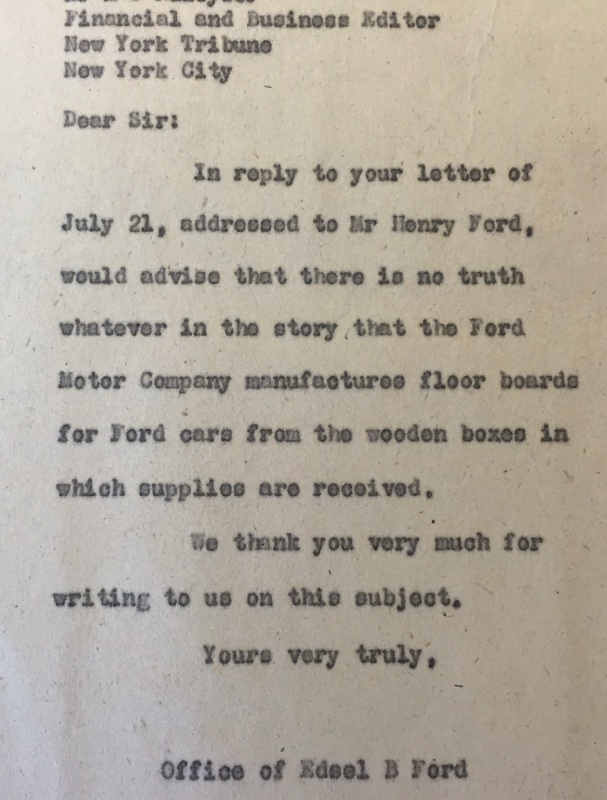 Financial and Business Editor
New York Tribune
New York City
Dear Sir:
In reply to your letter of
July 21, addressed to Mr Henry Ford,
would advise that there is no truth
whatever in the story that the Ford
Motor Company manufactures floor boards
for Ford cars from the wooden boxes in
which supplies are received.
We thank you very much for
writing to us on this subject.
Yours very truly,
Office of Edsel B Ford